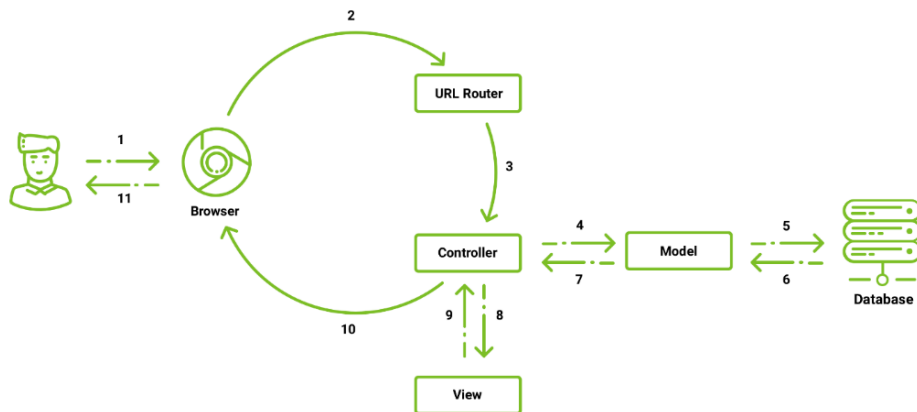 2
URL Router
1
11
Browser
3
4
5
Controller
Model
7
6
Database
9
8
10
View